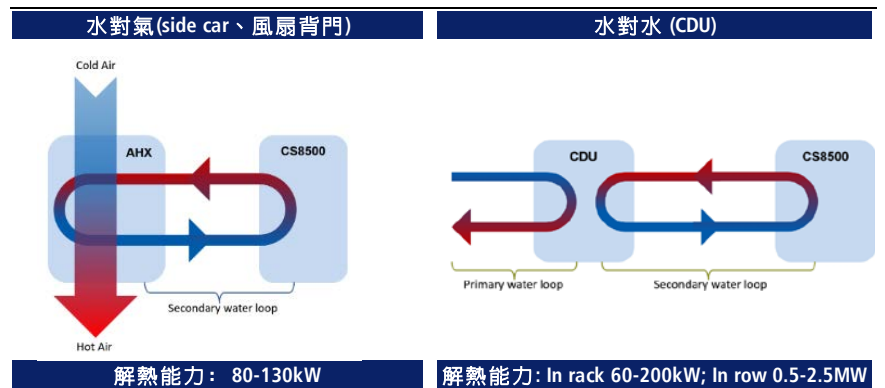 水對氣(side car、風扇背門)
Cold Air
AHX
CS8500
Secondary water loop
Hot Air
解熱能力： 80-130kW
水對水 (CDU)
CDU
CS8500
Primary water loop
Secondary water loop
解熱能力: In rack 60-200kW; In row 0.5-2.5MW